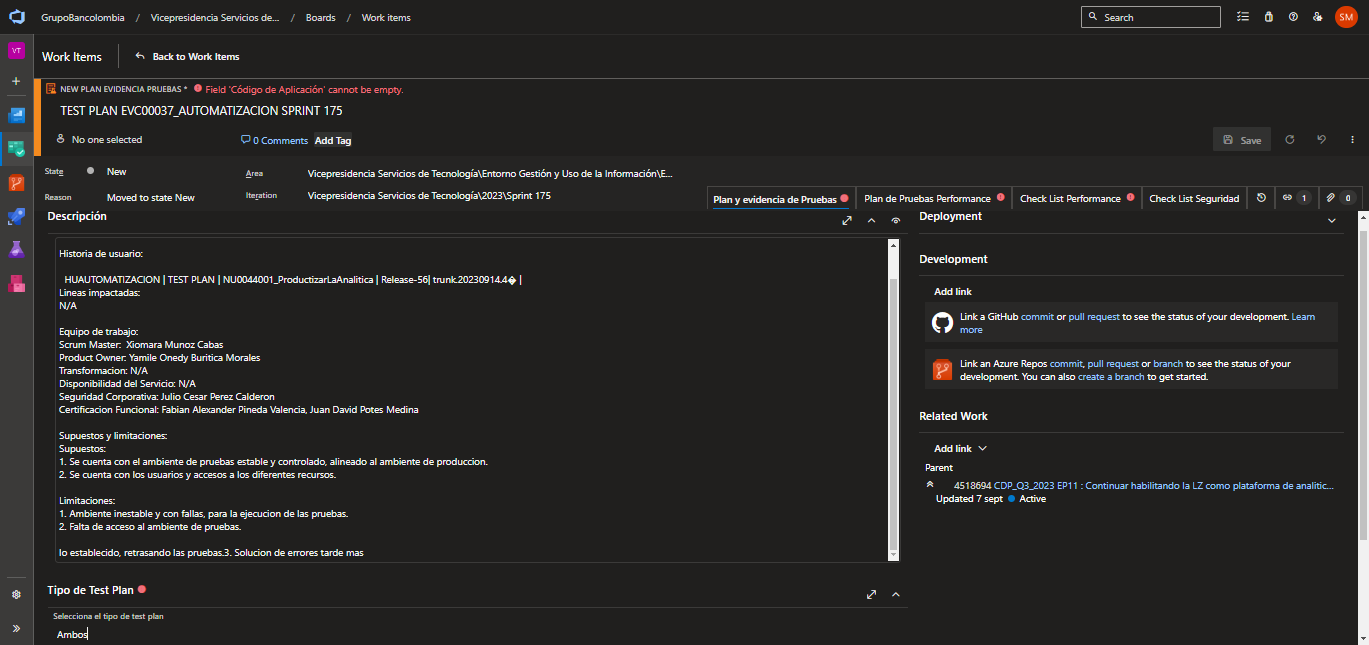 GrupoBancolombia / Vicepresidencia Servicios de... / Boards / Work items
Search
SM
VT
Work Items
Back to Work Items
NEW PLAN EVIDENCIA PRUEBAS * Field 'Código de Aplicación' cannot be empty.
TEST PLAN EVC00037_AUTOMATIZACION SPRINT 175
No one selected
0 Comments
Add Tag
Save
State
New
Area
Vicepresidencia Servicios de Tecnología\Entorno Gestión y Uso de la Información\E...
Reason
Moved to state New
Iteration
Vicepresidencia Servicios de Tecnología\2023\Sprint 175
Plan y evidencia de Pruebas
Plan de Pruebas Performance
Check List Performance
Check List Seguridad
1
0
Descripción
Historia de usuario:
HUAUTOMATIZACION | TEST PLAN | NU0044001_ProductizarLaAnalitica | Release-56| trunk.20230914.4� |
Lineas impactadas:
N/A
Equipo de trabajo:
Scrum Master:  Xiomara Munoz Cabas
Product Owner: Yamile Onedy Buritica Morales
Transformacion: N/A
Disponibilidad del Servicio: N/A
Seguridad Corporativa: Julio Cesar Perez Calderon
Certificacion Funcional: Fabian Alexander Pineda Valencia, Juan David Potes Medina
Supuestos y limitaciones:
Supuestos:
1. Se cuenta con el ambiente de pruebas estable y controlado, alineado al ambiente de produccion.
2. Se cuenta con los usuarios y accesos a los diferentes recursos.
Limitaciones:
1. Ambiente inestable y con fallas, para la ejecucion de las pruebas.
2. Falta de acceso al ambiente de pruebas.
lo establecido, retrasando las pruebas.3. Solucion de errores tarde mas
Tipo de Test Plan
Selecciona el tipo de test plan
Ambos
Deployment
Development
Add link
Link a GitHub commit or pull request to see the status of your development. Learn
more
Link an Azure Repos commit, pull request or branch to see the status of your
development. You can also create a branch to get started.
Related Work
Add link
Parent
4518694 CDP_Q3_2023 EP11 : Continuar habilitando la LZ como plataforma de analitic...
Updated 7 sept
Active